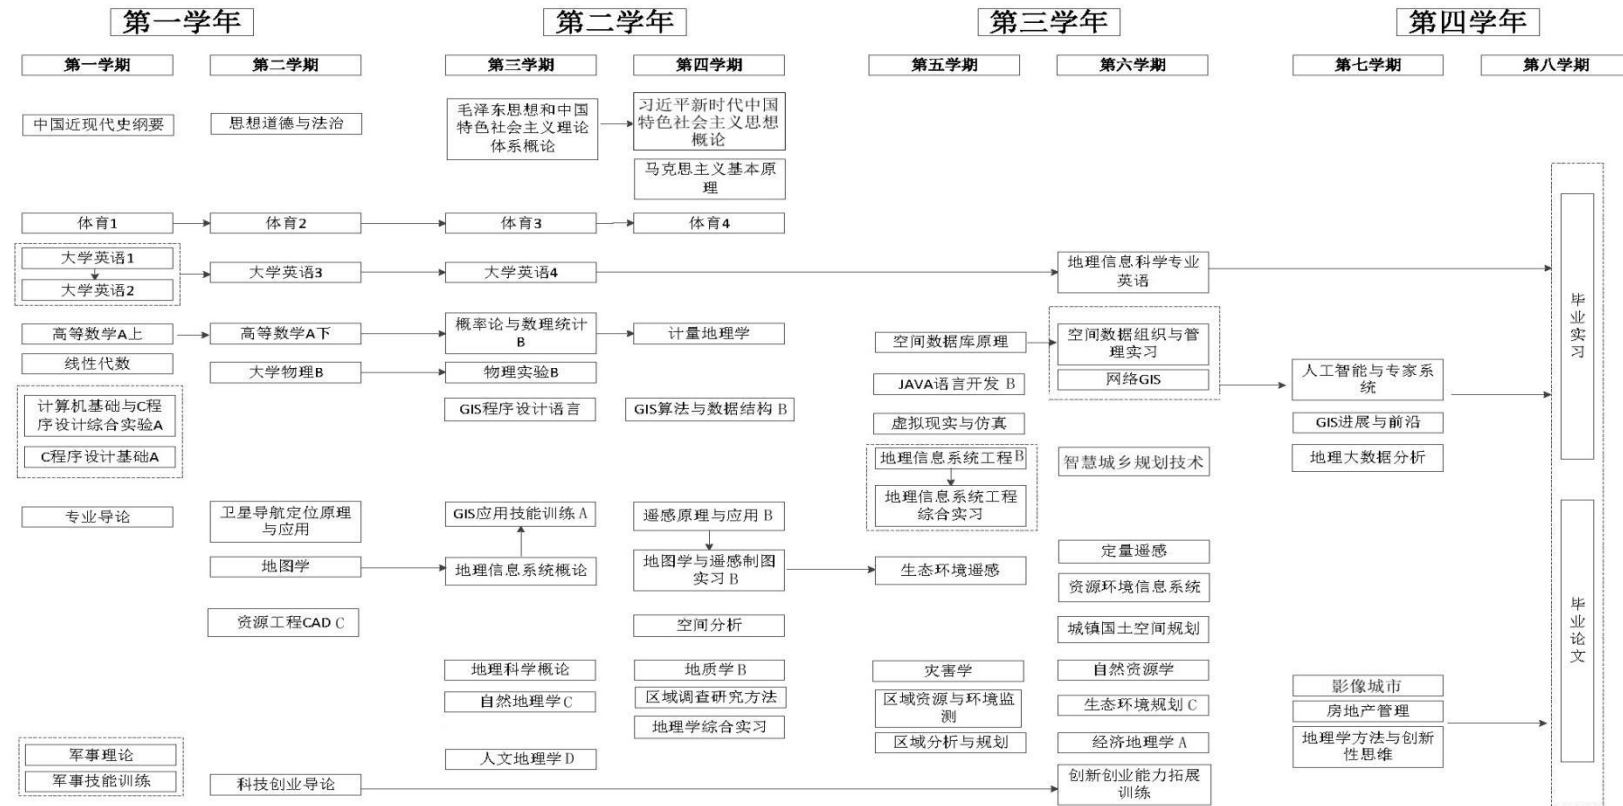 第一学年
第二学年
第三学年
第四学年
第一学期
第二学期
第三学期
第四学期
第五学期
第六学期
第七学期
第八学期
中国近现代史纲要
思想道德与法治
毛泽东思想和中国
特色社会主义理论
体系概论
习近平新时代中国
特色社会主义思想
概论
马克思主义基本原
理
体育1
体育2
体育3
体育4
大学英语1
大学英语2
大学英语3
大学英语4
地理信息科学专业
英语
高等数学A上
高等数学A下
概率论与数理统计
B
计量地理学
空间数据库原理
空间数据组织与管
理实习
线性代数
大学物理B
物理实验B
JAVA语言开发 B
网络GIS
人工智能与专家系
统
计算机基础与C程
序设计综合实验A
GIS程序设计语言
GIS算法与数据结构 B
虚拟现实与仿真
GIS进展与前沿
C程序设计基础A
地理信息系统工程B
地理信息系统工程
综合实习
智慧城乡规划技术
地理大数据分析
专业导论
卫星导航定位原理
与应用
GIS应用技能训练 A
遥感原理与应用 B
地图学
地理信息系统概论
地图学与遥感制图
实习 B
生态环境遥感
定量遥感
资源环境信息系统
资源工程CAD C
空间分析
城镇国土空间规划
地理科学概论
地质学 B
灾害学
自然资源学
自然地理学 C
区域调查研究方法
区域资源与环境监
测
生态环境规划 C
影像城市
房地产管理
地理学综合实习
区域分析与规划
经济地理学 A
地理学方法与创新
性思维
军事理论
军事技能训练
人文地理学 D
科技创业导论
创新创业能力拓展
训练
毕业实习
毕业论文